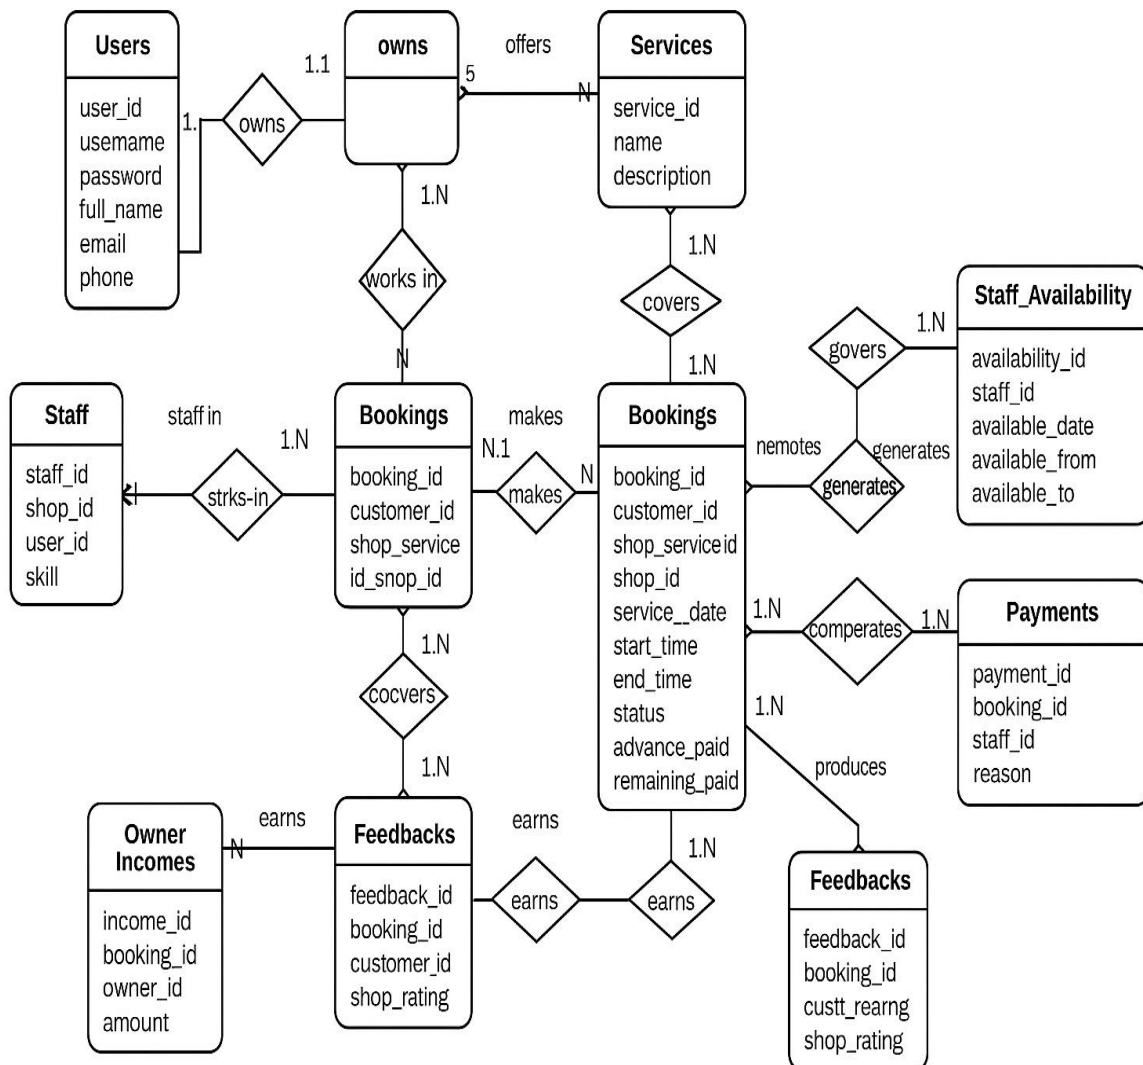 Users
user_id
usemame
password
full_name
email
phone
1.
owns
1.1
owns
5
offers
N
Services
service_id
name
description
1.N
works in
N
1.N
covers
1.N
Staff_Availability
availability_id
staff_id
available_date
available_from
available_to
1.N
govers
nemotes
generates
generates
Staff
staff_id
shop_id
user_id
skill
staff in
1.N
strks-in
Bookings
booking_id
customer_id
shop_service
id_snop_id
makes
N.1
makes
N
Bookings
booking_id
customer_id
shop_service id
shop_id
service__date
start_time
end_time
status
advance_paid
remaining_paid
1.N
comperates
1.N
Payments
payment_id
booking_id
staff_id
reason
1.N
produces
1.N
cocvers
1.N
Owner
Incomes
income_id
booking_id
owner_id
amount
earns
N
Feedbacks
feedback_id
booking_id
customer_id
shop_rating
earns
earns
1.N
earns
Feedbacks
feedback_id
booking_id
custt_rearng
shop_rating